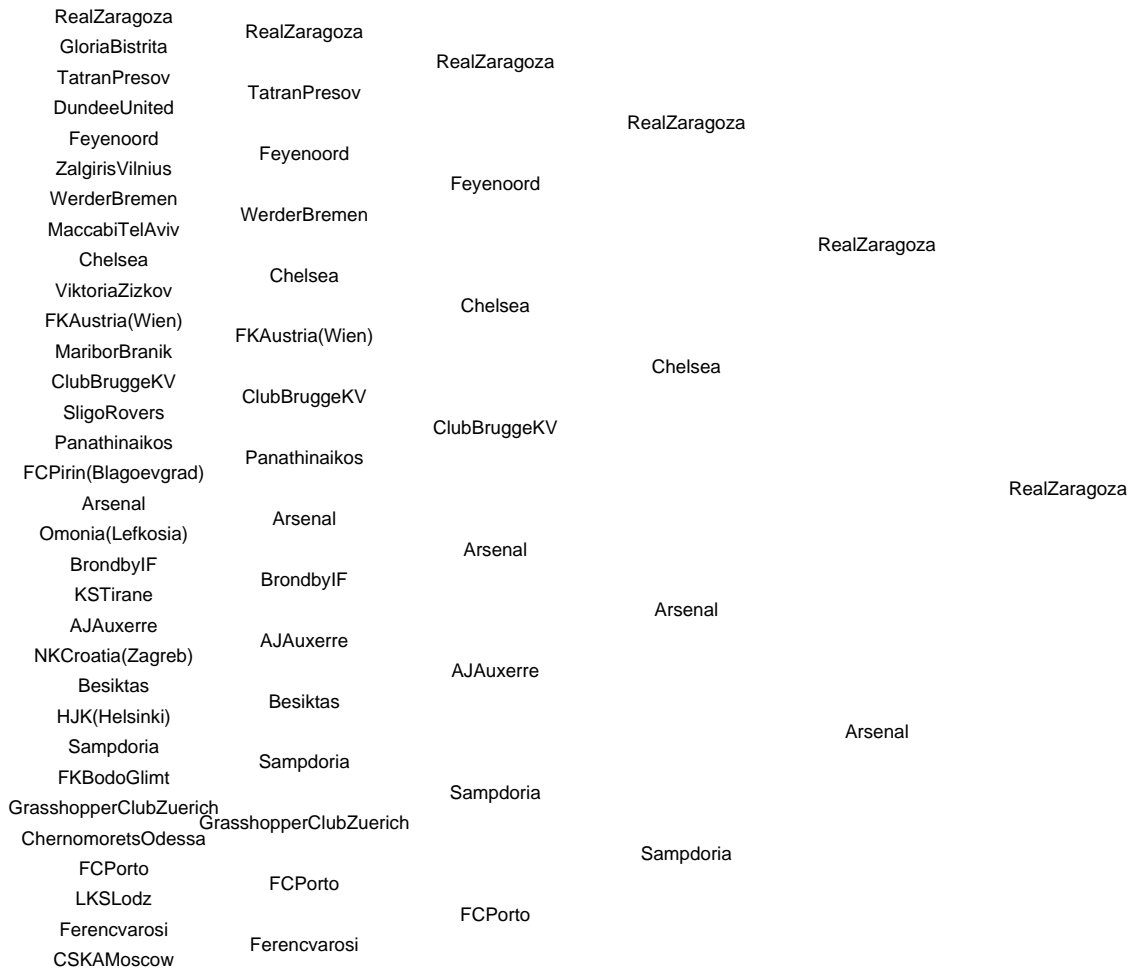 RealZaragoza
RealZaragoza
GloriaBistrita
RealZaragoza
TatranPresov
TatranPresov
DundeeUnited
RealZaragoza
Feyenoord
Feyenoord
ZalgirisVilnius
Feyenoord
WerderBremen
WerderBremen
MaccabiTelAviv
RealZaragoza
Chelsea
Chelsea
ViktoriaZizkov
Chelsea
FKAustria(Wien)
FKAustria(Wien)
MariborBranik
Chelsea
ClubBruggeKV
ClubBruggeKV
SligoRovers
ClubBruggeKV
Panathinaikos
Panathinaikos
FCPirin(Blagoevgrad)
RealZaragoza
Arsenal
Arsenal
Omonia(Lefkosia)
Arsenal
BrondbyIF
BrondbyIF
KSTirane
Arsenal
AJAuxerre
AJAuxerre
NKCroatia(Zagreb)
AJAuxerre
Besiktas
Besiktas
HJK(Helsinki)
Arsenal
Sampdoria
Sampdoria
FKBodoGlimt
Sampdoria
GrasshopperClubZuerich
GrasshopperClubZuerich
ChernomoretsOdessa
Sampdoria
FCPorto
FCPorto
LKSLodz
FCPorto
Ferencvarosi
Ferencvarosi
CSKAMoscow